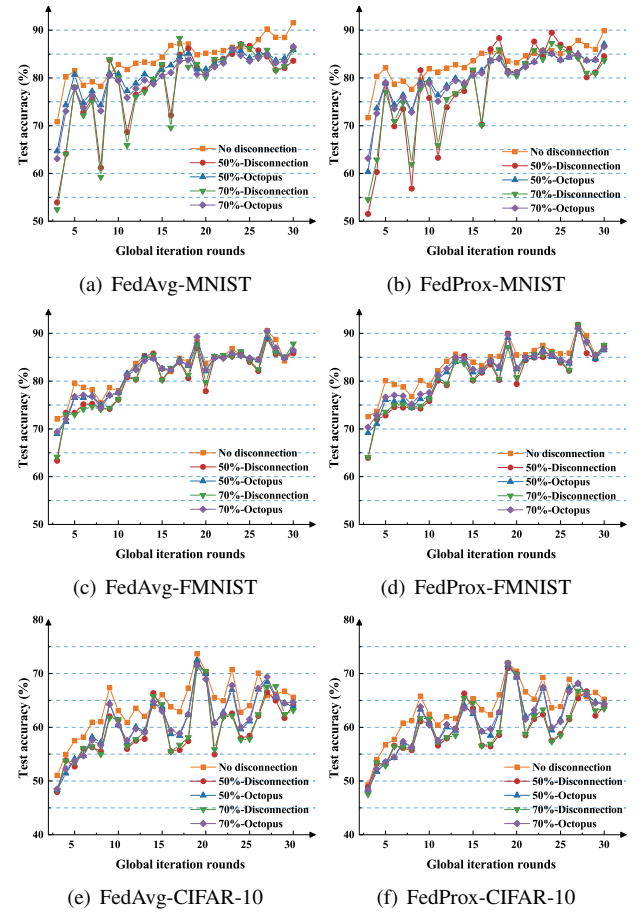 Test accuracy (%)
90
80
70
60
50
5
10
15
20
25
30
No disconnection
50%-Disconnection
50%-Octopus
70%-Disconnection
70%-Octopus
Global iteration rounds
(a) FedAvg-MNIST
Test accuracy (%)
90
80
70
60
50
5
10
15
20
25
30
No disconnection
50%-Disconnection
50%-Octopus
70%-Disconnection
70%-Octopus
Global iteration rounds
(b) FedProx-MNIST
Test accuracy (%)
90
80
70
60
50
5
10
15
20
25
30
No disconnection
50%-Disconnection
50%-Octopus
70%-Disconnection
70%-Octopus
Global iteration rounds
(c) FedAvg-FMNIST
Test accuracy (%)
90
80
70
60
50
5
10
15
20
25
30
No disconnection
50%-Disconnection
50%-Octopus
70%-Disconnection
70%-Octopus
Global iteration rounds
(d) FedProx-FMNIST
Test accuracy (%)
80
70
60
50
40
5
10
15
20
25
30
No disconnection
50%-Disconnection
50%-Octopus
70%-Disconnection
70%-Octopus
Global iteration rounds
(e) FedAvg-CIFAR-10
Test accuracy (%)
80
70
60
50
40
5
10
15
20
25
30
No disconnection
50%-Disconnection
50%-Octopus
70%-Disconnection
70%-Octopus
Global iteration rounds
(f) FedProx-CIFAR-10